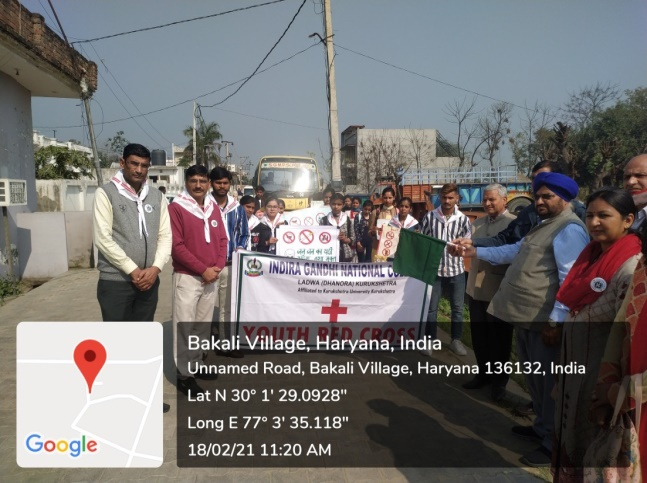 INDIRA GANDHI NATIONAL CO
LADWA (DHANORA) KURUKSHETRA
Affiliated to Kurukshetra University Kurukshetra
YOUTH RED CROSS
Bakali Village, Haryana, India
Unnamed Road, Bakali Village, Haryana 136132, India
Lat N 30° 1' 29.0928"
Long E 77° 3' 35.118"
Google
18/02/21 11:20 AM